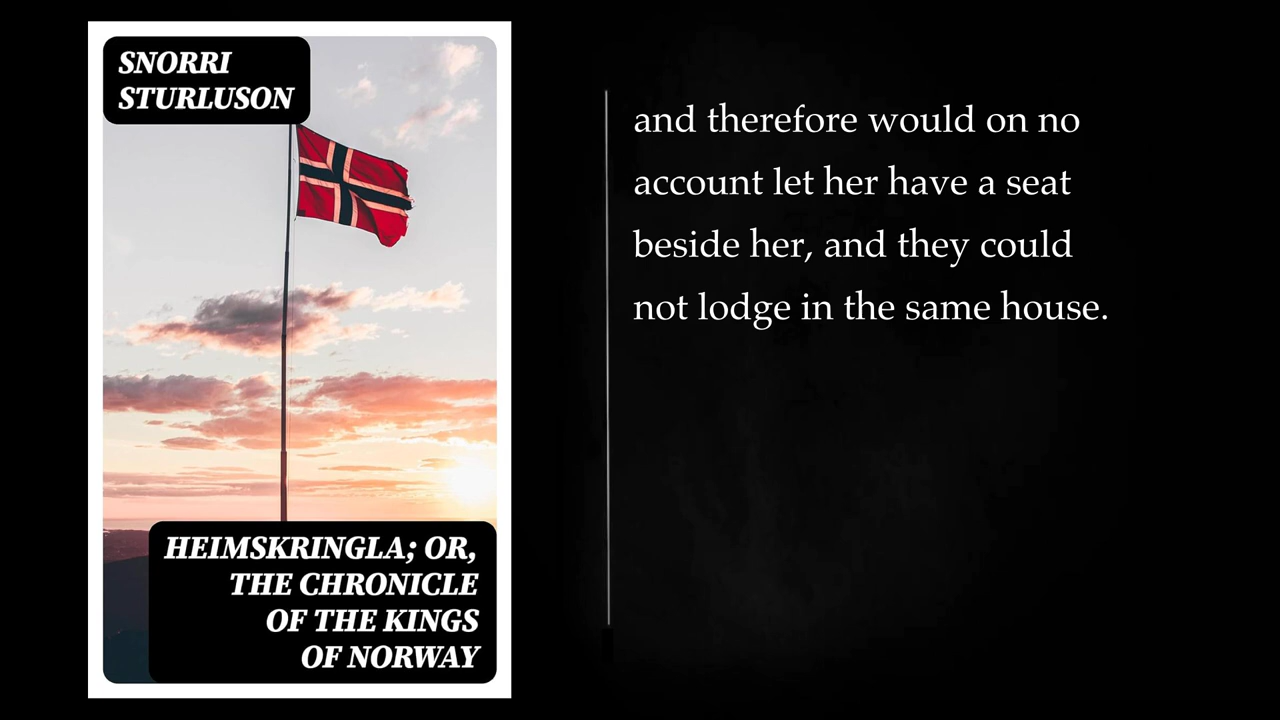 SNORRI
STURLUSON
HEIMSKRINGLA; OR,
THE CHRONICLE
OF THE KINGS
OF NORWAY
and therefore would on no
account let her have a seat
beside her, and they could
not lodge in the same house.